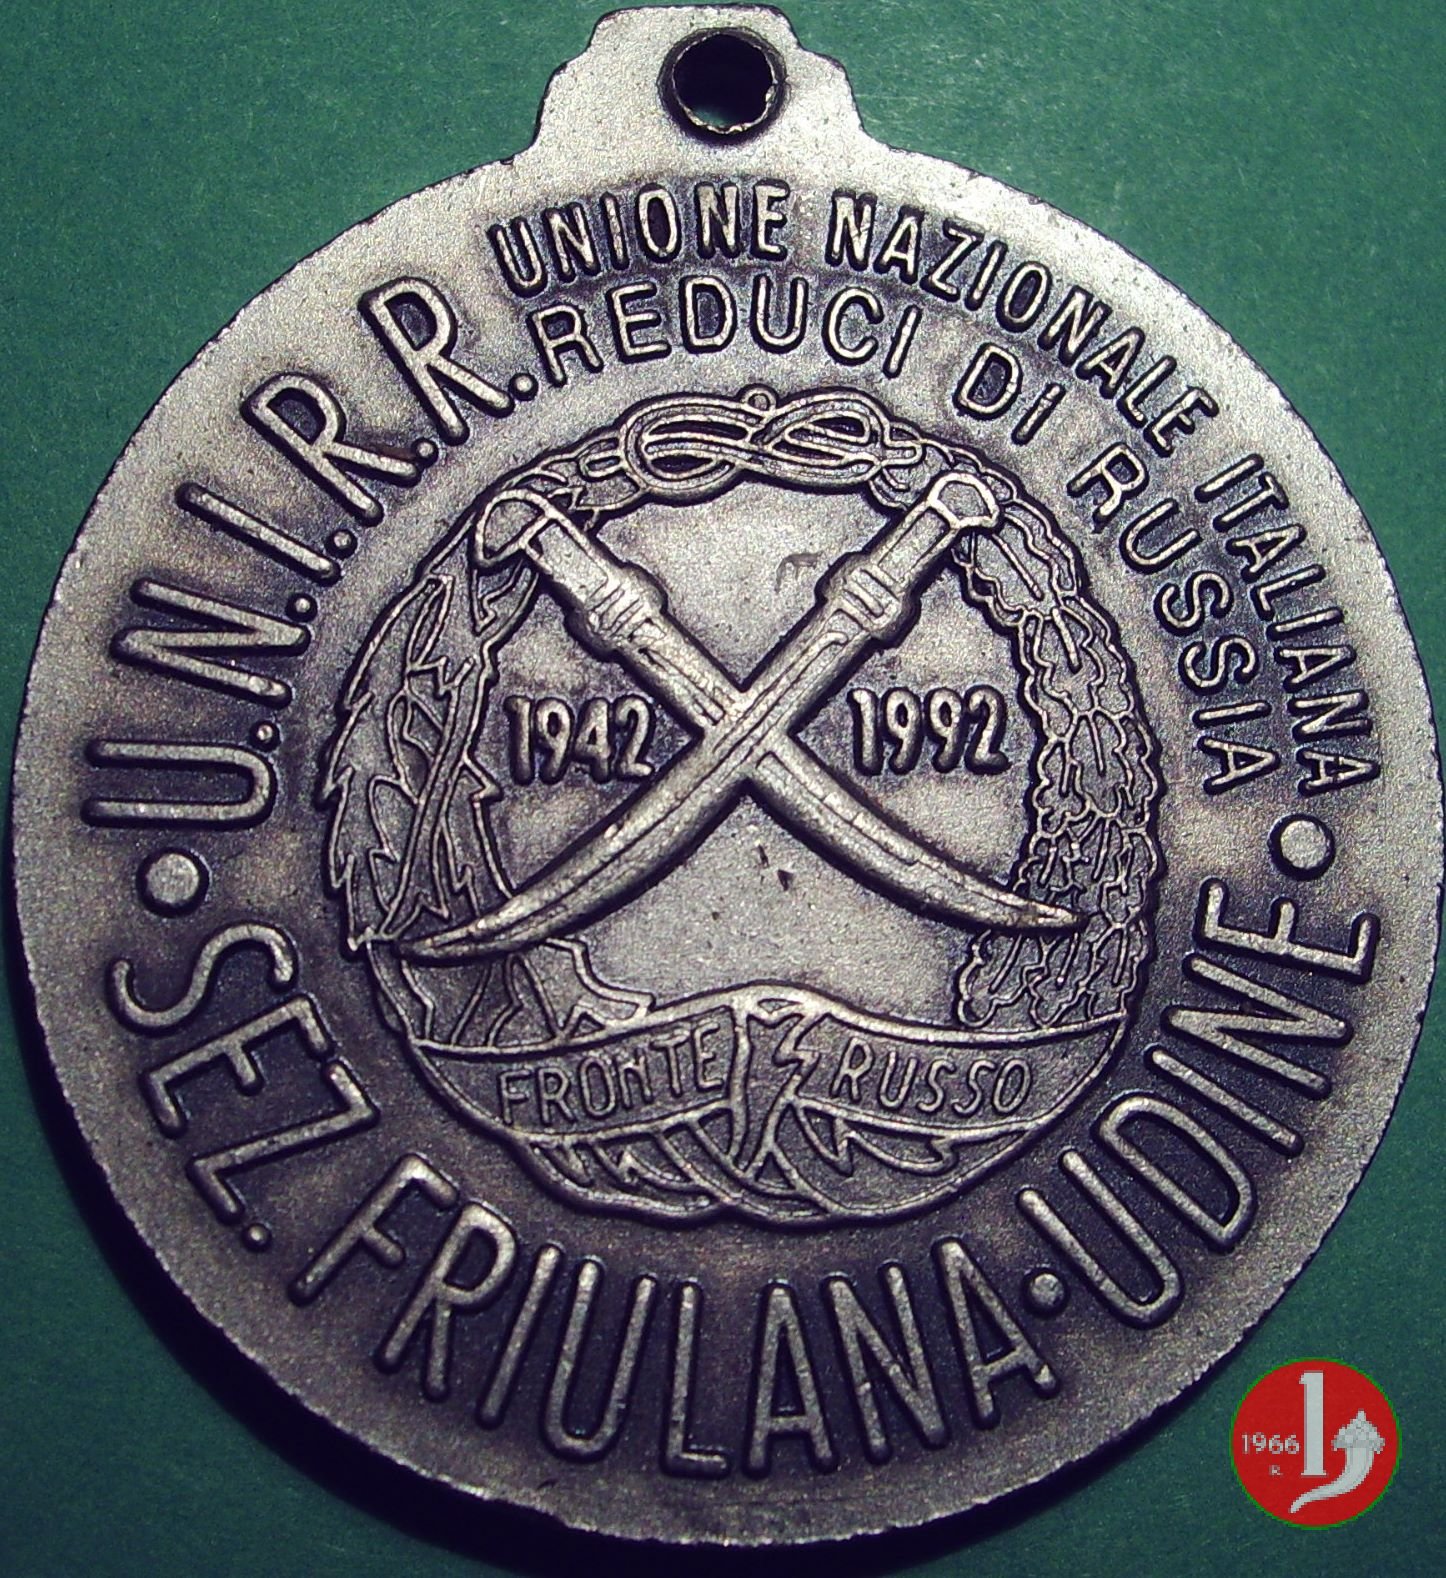 UNIONE NAZIONALE ITALIANA
REDUCI DI RUSSIA
U.N.I.R.R.
1942 1992
FRONTE RUSSO
SEZ. FRIULANA · UDINE
1966
R